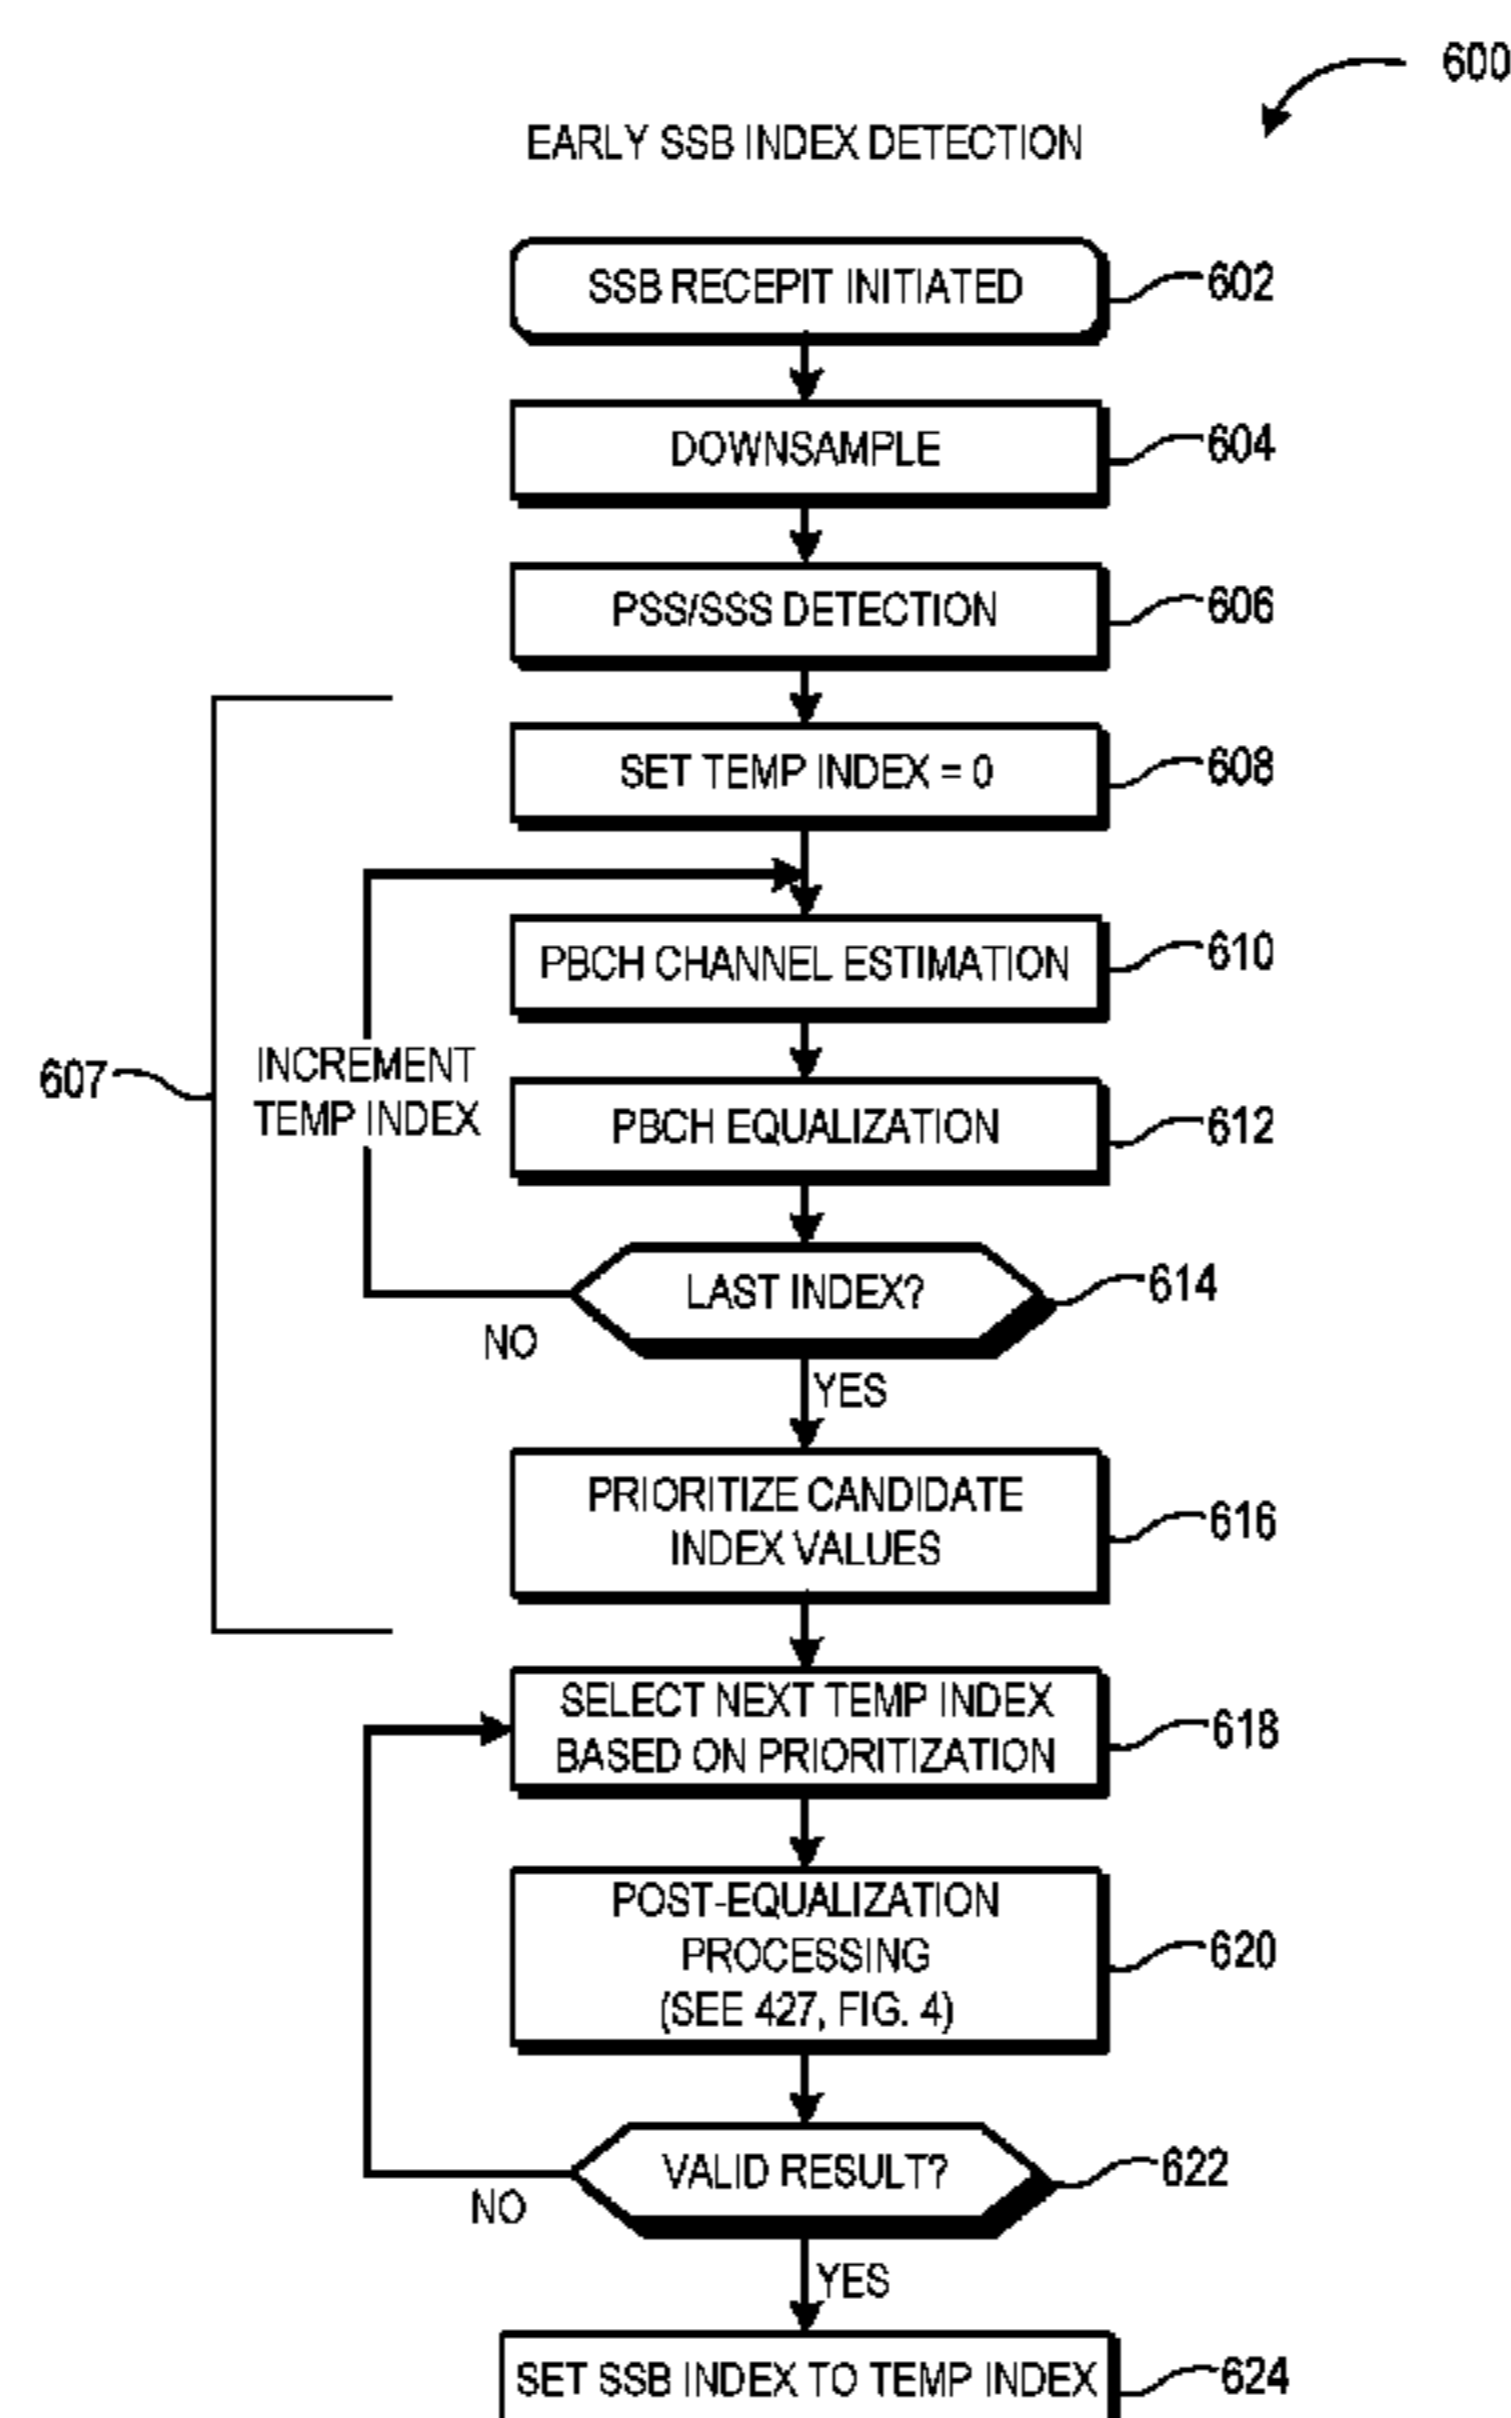 600
EARLY SSB INDEX DETECTION
SSB RECEPIT INITIATED
602
DOWNSAMPLE
604
PSS/SSS DETECTION
606
SET TEMP INDEX = 0
608
PBCH CHANNEL ESTIMATION
610
607
INCREMENT
TEMP INDEX
PBCH EQUALIZATION
612
LAST INDEX?
614
NO
YES
PRIORITIZE CANDIDATE
INDEX VALUES
616
SELECT NEXT TEMP INDEX
BASED ON PRIORITIZATION
618
POST-EQUALIZATION
PROCESSING
(SEE 427, FIG. 4)
620
VALID RESULT?
622
NO
YES
SET SSB INDEX TO TEMP INDEX
624